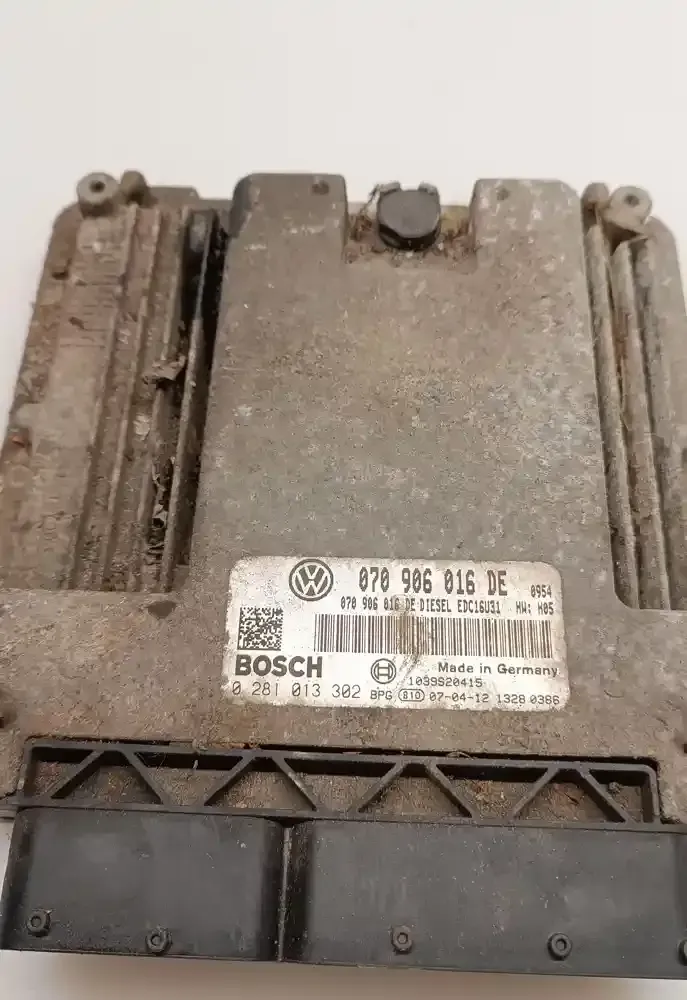 070 906 016 DE 0954
070 906 016 DE DIESEL EDC16U31 HW: H05
BOSCH Made in Germany
1039S20415
0 281 013 302 BPG 810 07-04-12 1328 0386